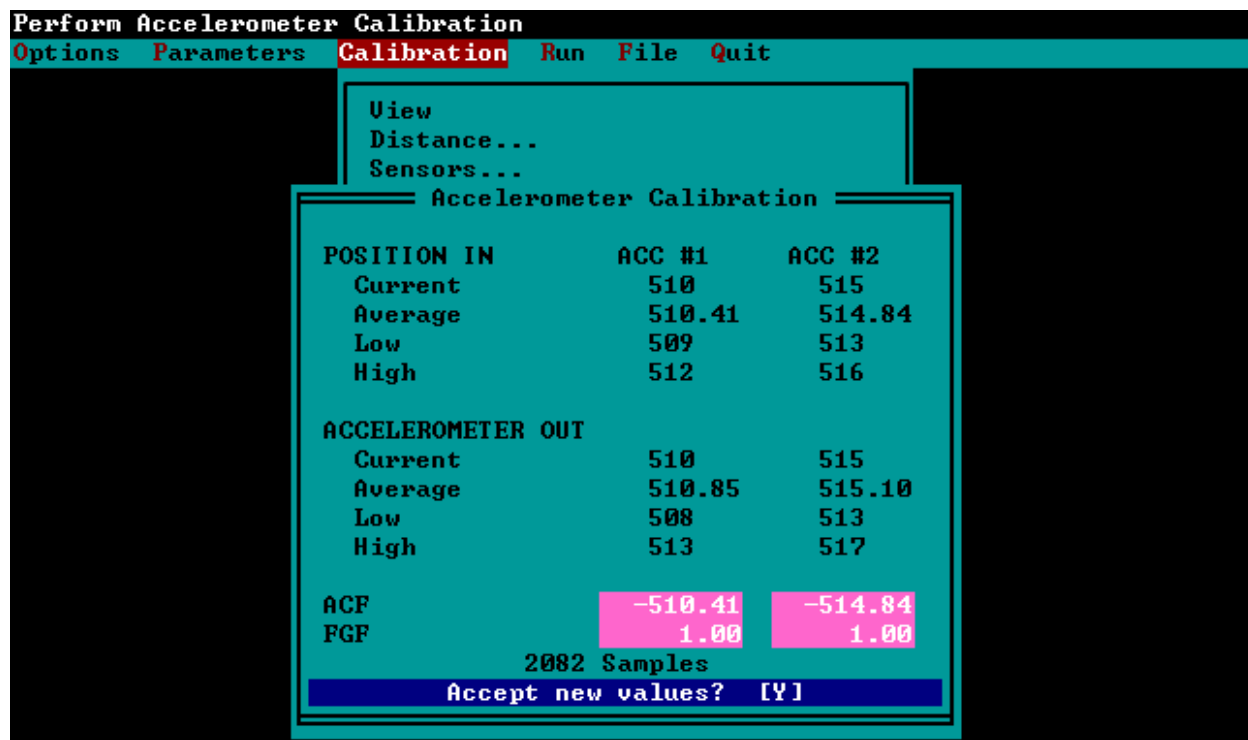 Perform Accelerometer Calibration
Options Parameters Calibration Run File Quit
View
Distance...
Sensors...
Accelerometer Calibration
POSITION IN ACC #1 ACC #2
Current 510 515
Average 510.41 514.84
Low 509 513
High 512 516
ACCELEROMETER OUT
Current 510 515
Average 510.85 515.10
Low 508 513
High 513 517
ACF -510.41 -514.84
FGF 1.00 1.00
2082 Samples
Accept new values? [Y]